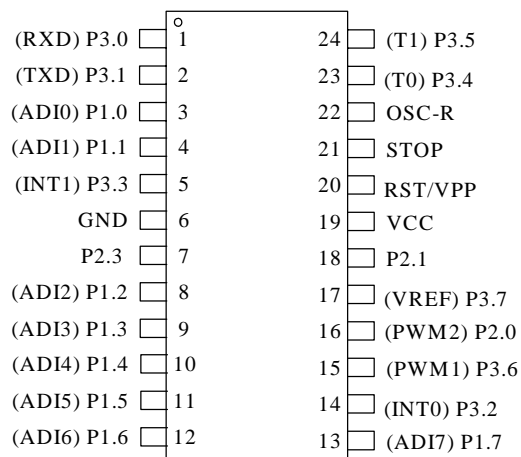 (RXD) P3.0 1 24 (T1) P3.5
(TXD) P3.1 2 23 (T0) P3.4
(ADI0) P1.0 3 22 OSC-R
(ADI1) P1.1 4 21 STOP
(INT1) P3.3 5 20 RST/VPP
GND 6 19 VCC
P2.3 7 18 P2.1
(ADI2) P1.2 8 17 (VREF) P3.7
(ADI3) P1.3 9 16 (PWM2) P2.0
(ADI4) P1.4 10 15 (PWM1) P3.6
(ADI5) P1.5 11 14 (INT0) P3.2
(ADI6) P1.6 12 13 (ADI7) P1.7